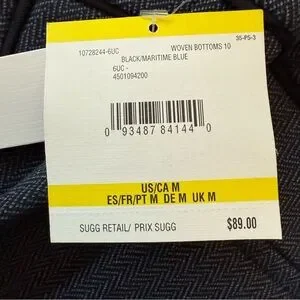 35-PS-3
10728244-6UC WOVEN BOTTOMS 10
BLACK/MARITIME BLUE
6UC -
4501094200
0 93487 84144 0
US/CA M
ES/FR/PT M DE M UK M
SUGG RETAIL/ PRIX SUGG $89.00